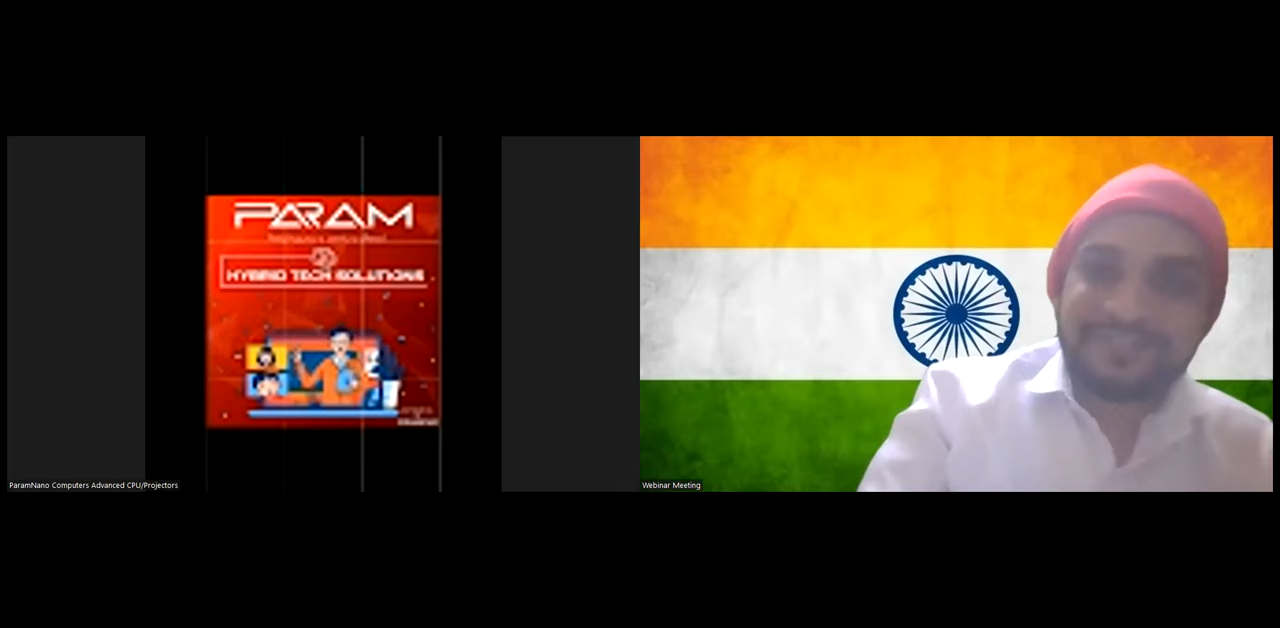 PARAM
HYBRID TECH SOLUTIONS
ParamNano Computers Advanced CPU/Projectors
Webinar Meeting